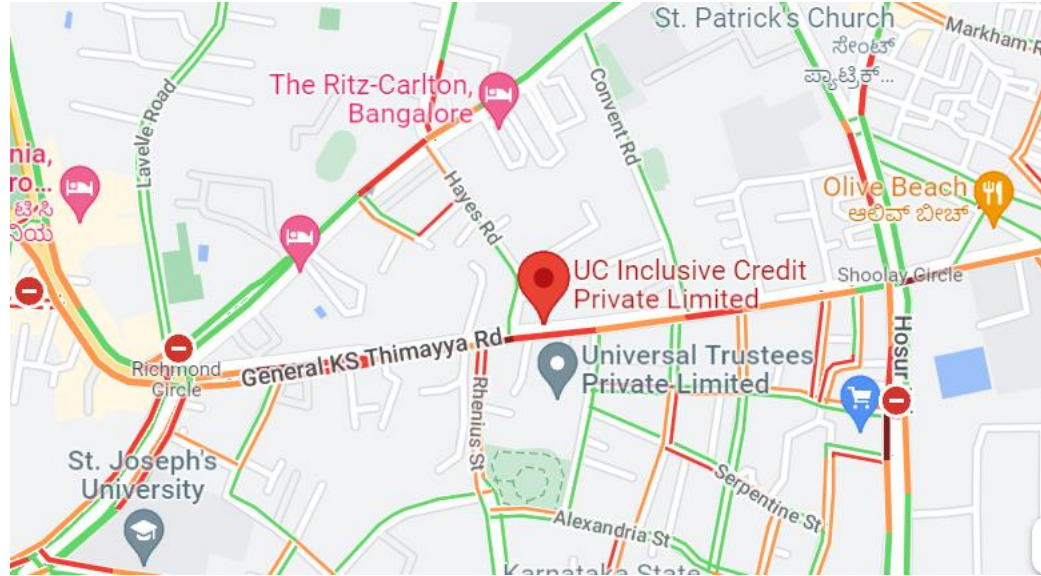 St. Patrick's Church
ಸೇಂಟ್
ಪ್ಯಾಟ್ರಿಕ್...
Markham R
The Ritz-Carlton,
Bangalore
Lavelle Road
Convent Rd
nia,
ro...
ಟಿ ಸಿ
ನಿಯ
Hayes Rd
Olive Beach
ಆಲಿವ್ ಬೀಚ್
UC Inclusive Credit
Private Limited
Shoolay Circle
Richmond
Circle
General KS Thimayya Rd
Hosur
Universal Trustees
Private Limited
Rhenius St
St. Joseph's
University
Serpentine St
Alexandria St
Karnataka State